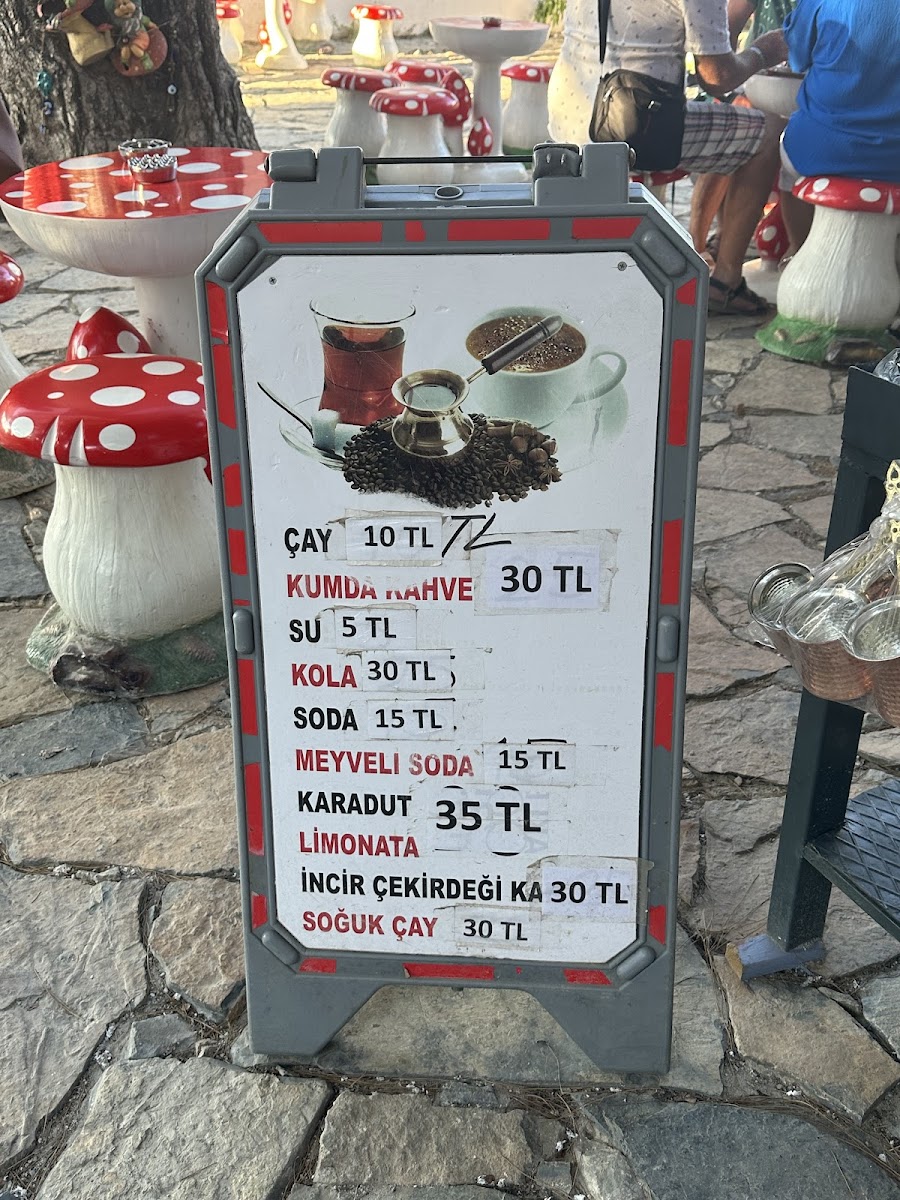 ÇAY 10 TL TL
KUMDA KAHVE 30 TL
SU 5 TL
KOLA 30 TL
SODA 15 TL
MEYVELİ SODA 15 TL
KARADUT 35 TL
LİMONATA
İNCİR ÇEKİRDEĞİ KA 30 TL
SOĞUK ÇAY 30 TL